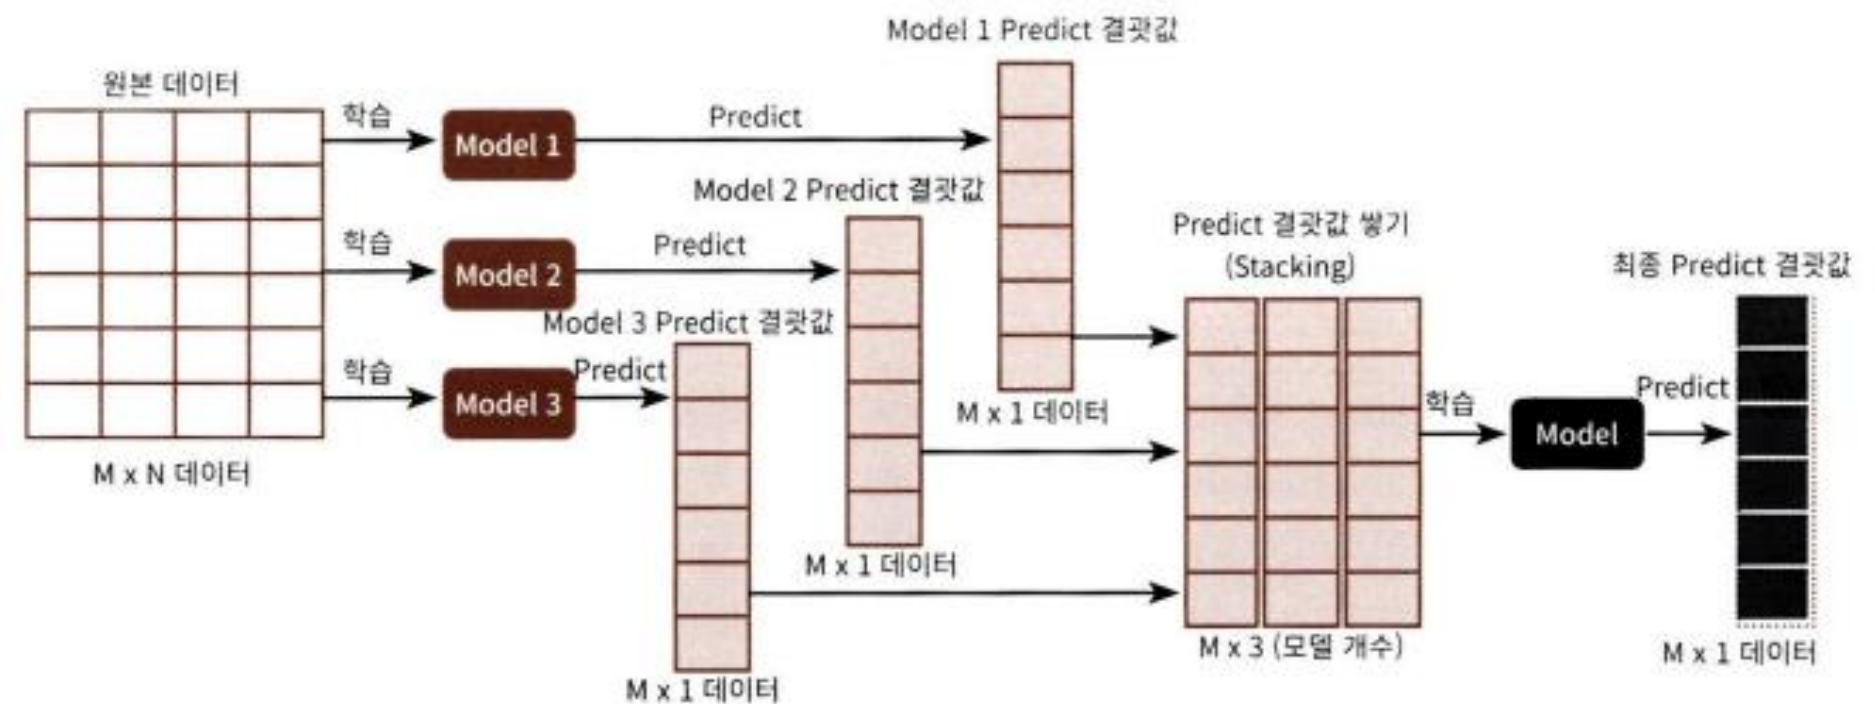 Model 1 Predict 결괏값
원본 데이터
학습
Model 1
Predict
Model 2 Predict 결괏값
학습
Model 2
Predict
Model 3 Predict 결괏값
학습
Model 3
Predict
M x N 데이터
M x 1 데이터
M x 1 데이터
M x 1 데이터
Predict 결괏값 쌓기
(Stacking)
M x 3 (모델 개수)
학습
Model
Predict
최종 Predict 결괏값
M x 1 데이터